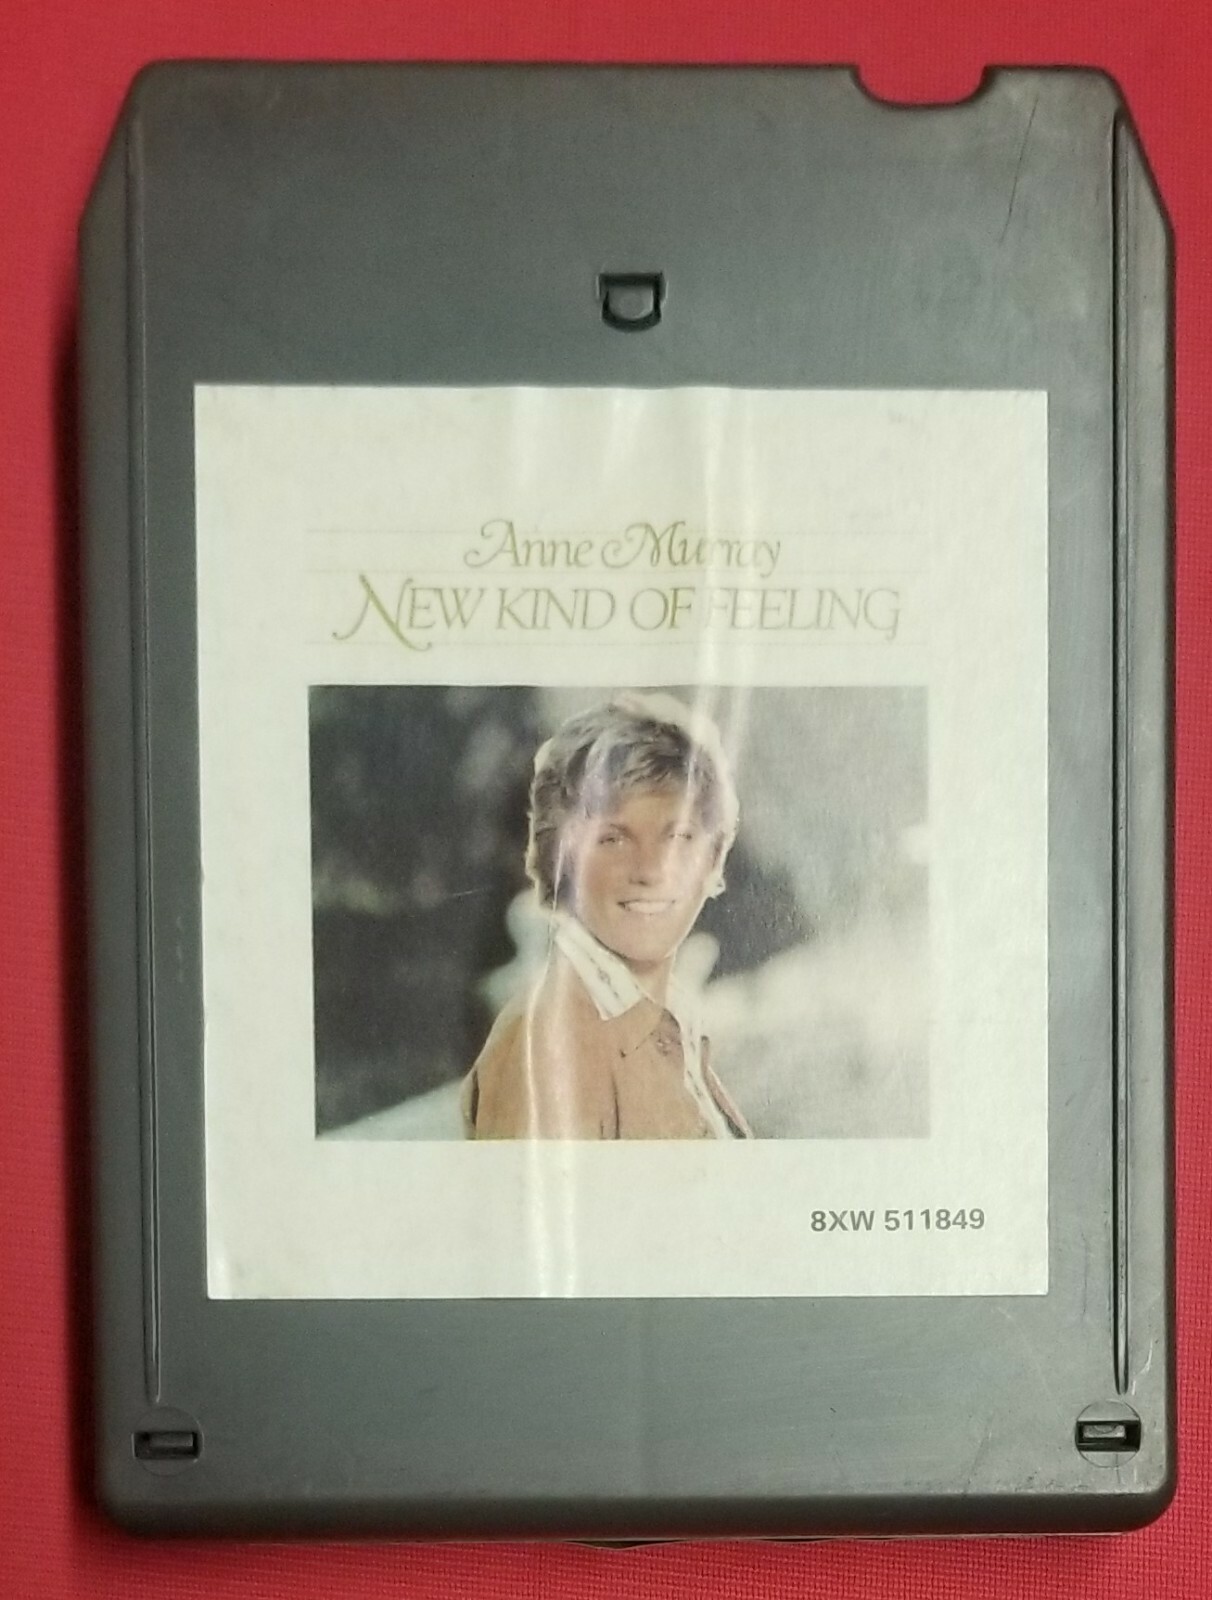 Anne Murray
NEW KIND OF FEELING
8XW 511849